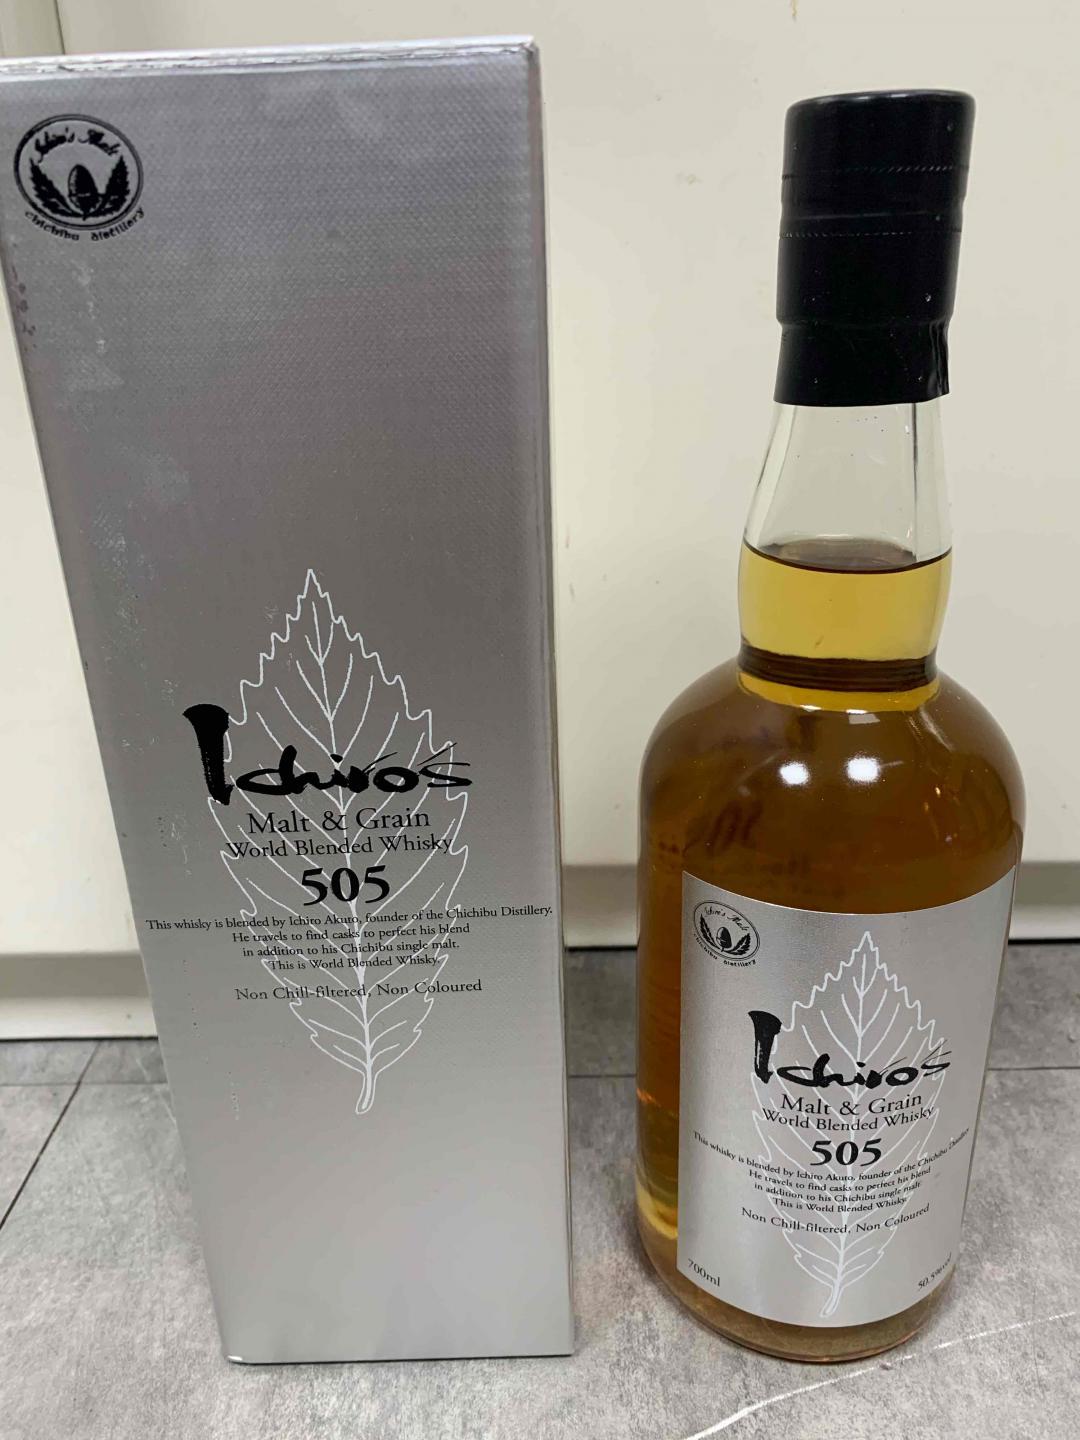 Ichiro's Malt
chichibu distillery
Ichiro's
Malt & Grain
World Blended Whisky
505
This whisky is blended by Ichiro Akuto, founder of the Chichibu Distillery.
He travels to find casks to perfect his blend
in addition to his Chichibu single malt.
This is World Blended Whisky.
Non Chill-filtered, Non Coloured
Ichiro's Malt
chichibu distillery
Ichiro's
Malt & Grain
World Blended Whisky
505
This whisky is blended by Ichiro Akuto, founder of the Chichibu Distillery.
He travels to find casks to perfect his blend
in addition to his Chichibu single malt.
This is World Blended Whisky.
Non Chill-filtered, Non Coloured
700ml
50.5%vol